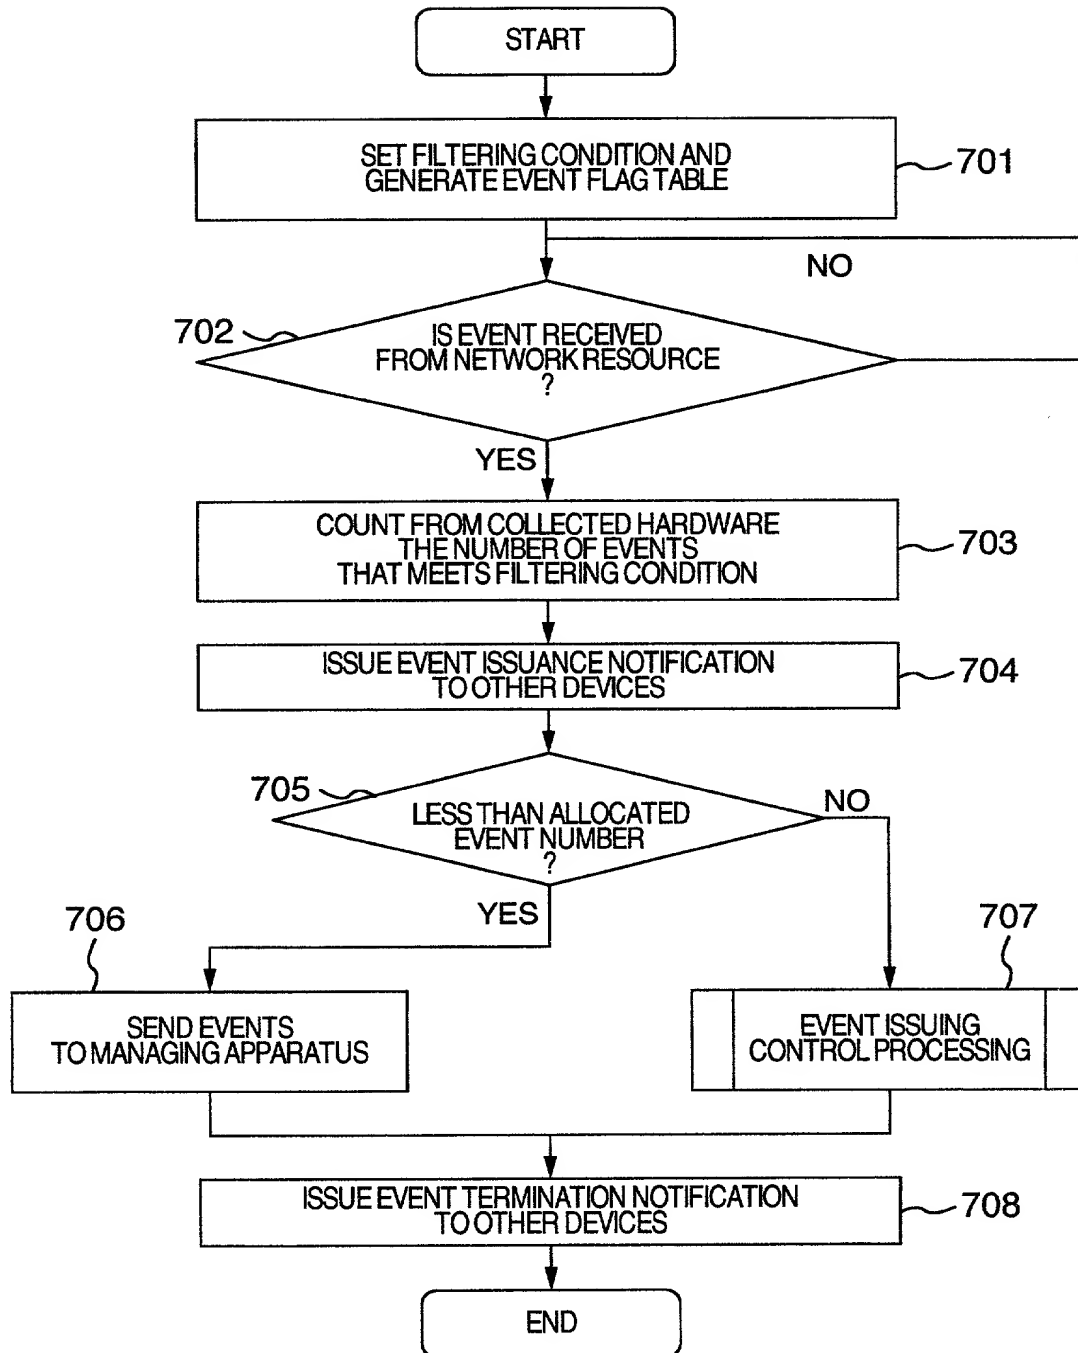 START
SET FILTERING CONDITION AND
GENERATE EVENT FLAG TABLE
701
NO
702
IS EVENT RECEIVED
FROM NETWORK RESOURCE
?
YES
COUNT FROM COLLECTED HARDWARE
THE NUMBER OF EVENTS
THAT MEETS FILTERING CONDITION
703
ISSUE EVENT ISSUANCE NOTIFICATION
TO OTHER DEVICES
704
705
LESS THAN ALLOCATED
EVENT NUMBER
?
NO
YES
706
707
SEND EVENTS
TO MANAGING APPARATUS
EVENT ISSUING
CONTROL PROCESSING
ISSUE EVENT TERMINATION NOTIFICATION
TO OTHER DEVICES
708
END